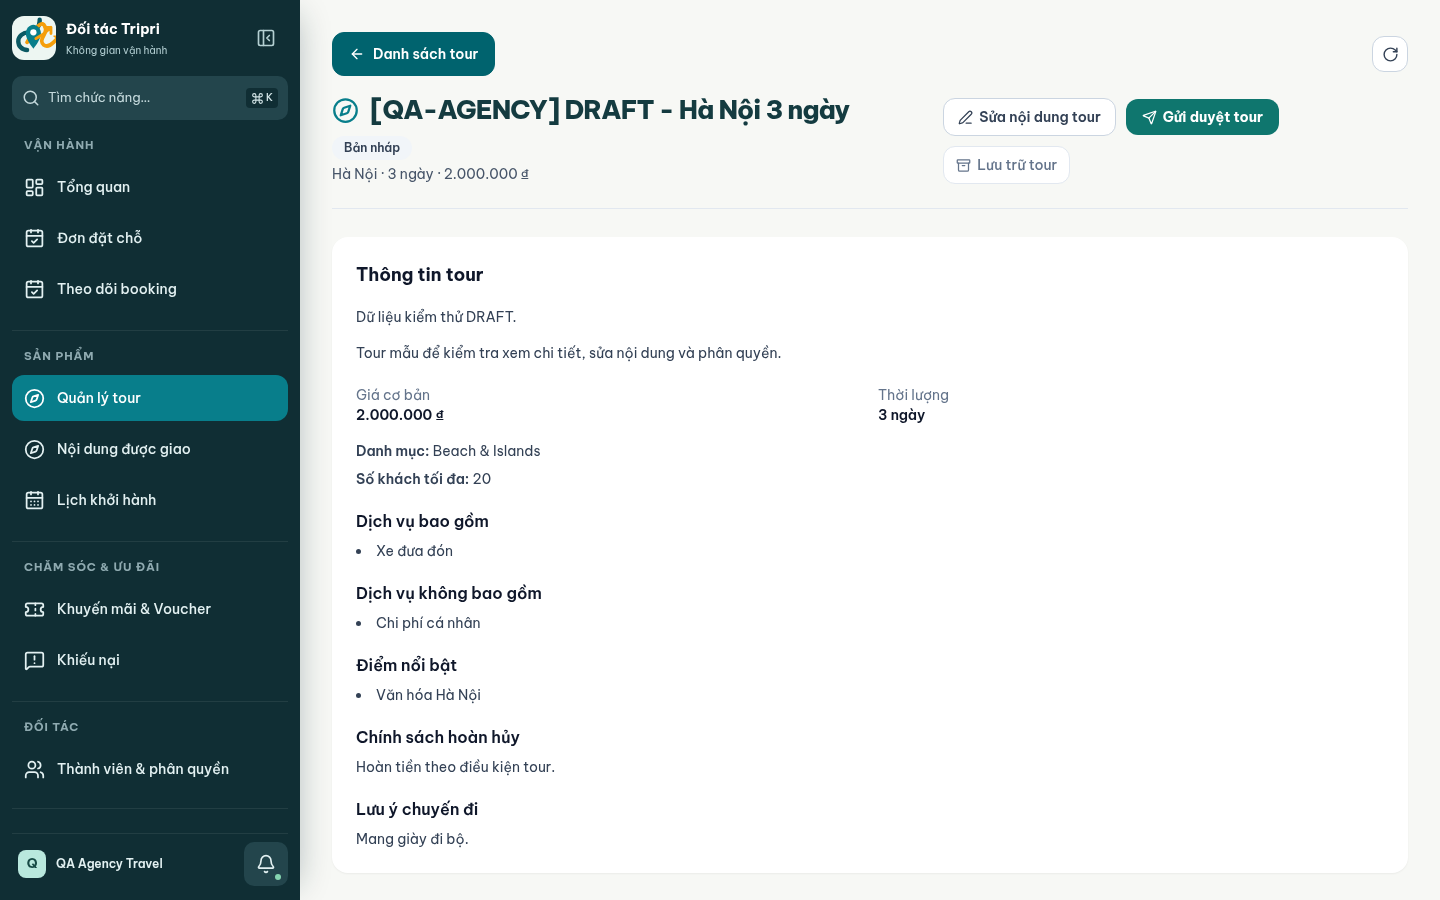 Đối tác Tripri
Không gian vận hành
Tìm chức năng...
⌘ K
VẬN HÀNH
Tổng quan
Đơn đặt chỗ
Theo dõi booking
SẢN PHẨM
Quản lý tour
Nội dung được giao
Lịch khởi hành
CHĂM SÓC & ƯU ĐÃI
Khuyến mãi & Voucher
Khiếu nại
ĐỐI TÁC
Thành viên & phân quyền
Q
QA Agency Travel
Danh sách tour
[QA-AGENCY] DRAFT - Hà Nội 3 ngày
Bản nháp
Hà Nội · 3 ngày · 2.000.000 ₫
Sửa nội dung tour
Gửi duyệt tour
Lưu trữ tour
Thông tin tour
Dữ liệu kiểm thử DRAFT.
Tour mẫu để kiểm tra xem chi tiết, sửa nội dung và phân quyền.
Giá cơ bản
2.000.000 ₫
Thời lượng
3 ngày
Danh mục: Beach & Islands
Số khách tối đa: 20
Dịch vụ bao gồm
• Xe đưa đón
Dịch vụ không bao gồm
• Chi phí cá nhân
Điểm nổi bật
• Văn hóa Hà Nội
Chính sách hoàn hủy
Hoàn tiền theo điều kiện tour.
Lưu ý chuyến đi
Mang giày đi bộ.